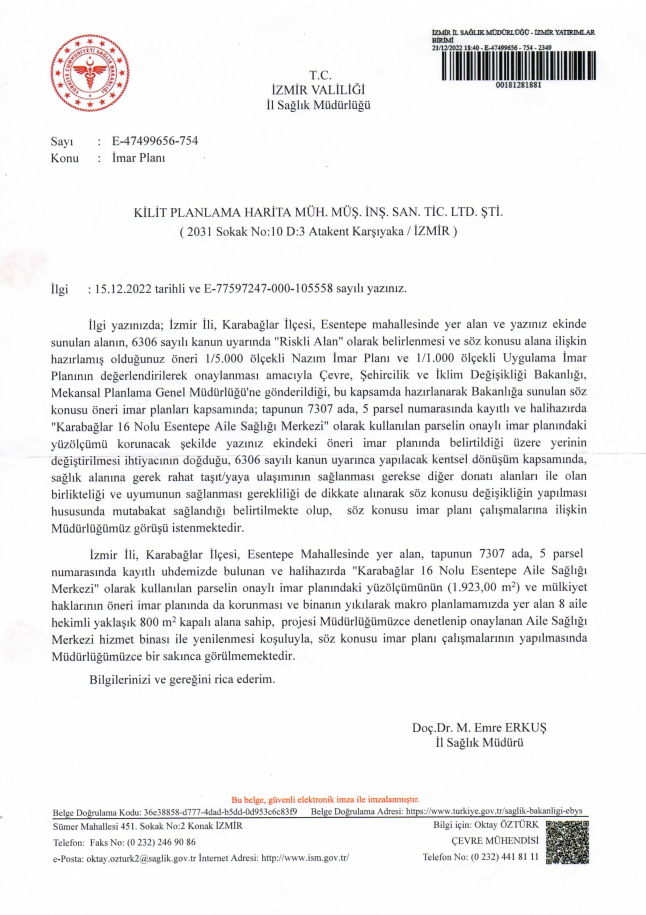 İZMİR İL SAĞLIK MÜDÜRLÜĞÜ - İZMİR YATIRIMLAR
BİRİMİ
21/12/2022 18:40 - E-47499656 - 754 - 2349
00181281881
T.C.
İZMİR VALİLİĞİ
İl Sağlık Müdürlüğü
Sayı : E-47499656-754
Konu : İmar Planı
KİLİT PLANLAMA HARİTA MÜH. MÜŞ. İNŞ. SAN. TİC. LTD. ŞTİ.
( 2031 Sokak No:10 D:3 Atakent Karşıyaka / İZMİR )
İlgi : 15.12.2022 tarihli ve E-77597247-000-105558 sayılı yazınız.
İlgi yazınızda; İzmir İli, Karabağlar İlçesi, Esentepe mahallesinde yer alan ve yazınız ekinde
sunulan alanın, 6306 sayılı kanun uyarında "Riskli Alan" olarak belirlenmesi ve söz konusu alana ilişkin
hazırlamış olduğunuz öneri 1/5.000 ölçekli Nazım İmar Planı ve 1/1.000 ölçekli Uygulama İmar
Planının değerlendirilerek onaylanması amacıyla Çevre, Şehircilik ve İklim Değişikliği Bakanlığı,
Mekansal Planlama Genel Müdürlüğü'ne gönderildiği, bu kapsamda hazırlanarak Bakanlığa sunulan söz
konusu öneri imar planları kapsamında; tapunun 7307 ada, 5 parsel numarasında kayıtlı ve halihazırda
"Karabağlar 16 Nolu Esentepe Aile Sağlığı Merkezi" olarak kullanılan parselin onaylı imar planındaki
yüzölçümü korunacak şekilde yazınız ekindeki öneri imar planında belirtildiği üzere yerinin
değiştirilmesi ihtiyacının doğduğu, 6306 sayılı kanun uyarınca yapılacak kentsel dönüşüm kapsamında,
sağlık alanına gerek rahat taşıt/yaya ulaşımının sağlanması gerekse diğer donatı alanları ile olan
birlikteliği ve uyumunun sağlanması gerekliliği de dikkate alınarak söz konusu değişikliğin yapılması
hususunda mutabakat sağlandığı belirtilmekte olup, söz konusu imar planı çalışmalarına ilişkin
Müdürlüğümüz görüşü istenmektedir.
İzmir İli, Karabağlar İlçesi, Esentepe Mahallesinde yer alan, tapunun 7307 ada, 5 parsel
numarasında kayıtlı uhdemizde bulunan ve halihazırda "Karabağlar 16 Nolu Esentepe Aile Sağlığı
Merkezi" olarak kullanılan parselin onaylı imar planındaki yüzölçümünün (1.923,00 m²) ve mülkiyet
haklarının öneri imar planında da korunması ve binanın yıkılarak makro planlamamızda yer alan 8 aile
hekimli yaklaşık 800 m² kapalı alana sahip, projesi Müdürlüğümüzce denetlenip onaylanan Aile Sağlığı
Merkezi hizmet binası ile yenilenmesi koşuluyla, söz konusu imar planı çalışmalarının yapılmasında
Müdürlüğümüzce bir sakınca görülmemektedir.
Bilgilerinizi ve gereğini rica ederim.
Doç.Dr. M. Emre ERKUŞ
İl Sağlık Müdürü
Bu belge, güvenli elektronik imza ile imzalanmıştır.
Belge Doğrulama Kodu: 36e38858-d777-4dad-b5dd-0d953c6c83f9 Belge Doğrulama Adresi: https://www.turkiye.gov.tr/saglik-bakanligi-ebys
Sümer Mahallesi 451. Sokak No:2 Konak İZMİR Bilgi için: Oktay ÖZTÜRK
Telefon: Faks No: (0 232) 246 90 86 ÇEVRE MÜHENDİSİ
e-Posta: oktay.ozturk2@saglik.gov.tr İnternet Adresi: http://www.ism.gov.tr/ Telefon No: (0 232) 441 81 11